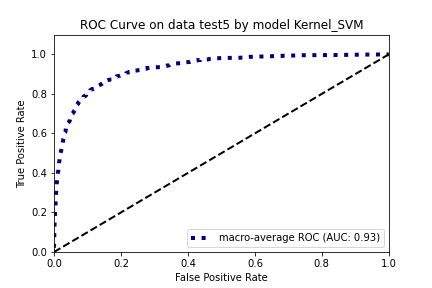 ROC Curve on data test5 by model Kernel_SVM
True Positive Rate
1.0
0.8
0.6
0.4
0.2
0.0
macro-average ROC (AUC: 0.93)
0.0 0.2 0.4 0.6 0.8 1.0
False Positive Rate